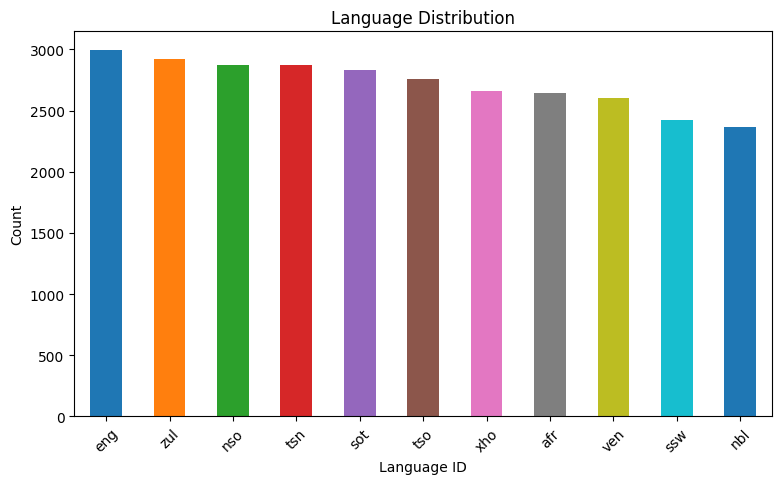 Language Distribution
3000
2500
2000
1500
1000
500
0
Count
eng zul nso tsn sot tso xho afr ven ssw nbl
Language ID